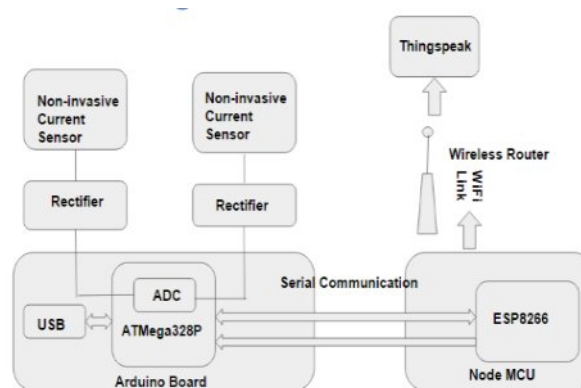 Thingspeak
Non-invasive
Current
Sensor
Non-invasive
Current
Sensor
Wireless Router
WiFi
Link
Rectifier
Rectifier
Serial Communication
ADC
USB
ATMega328P
ESP8266
Arduino Board
Node MCU